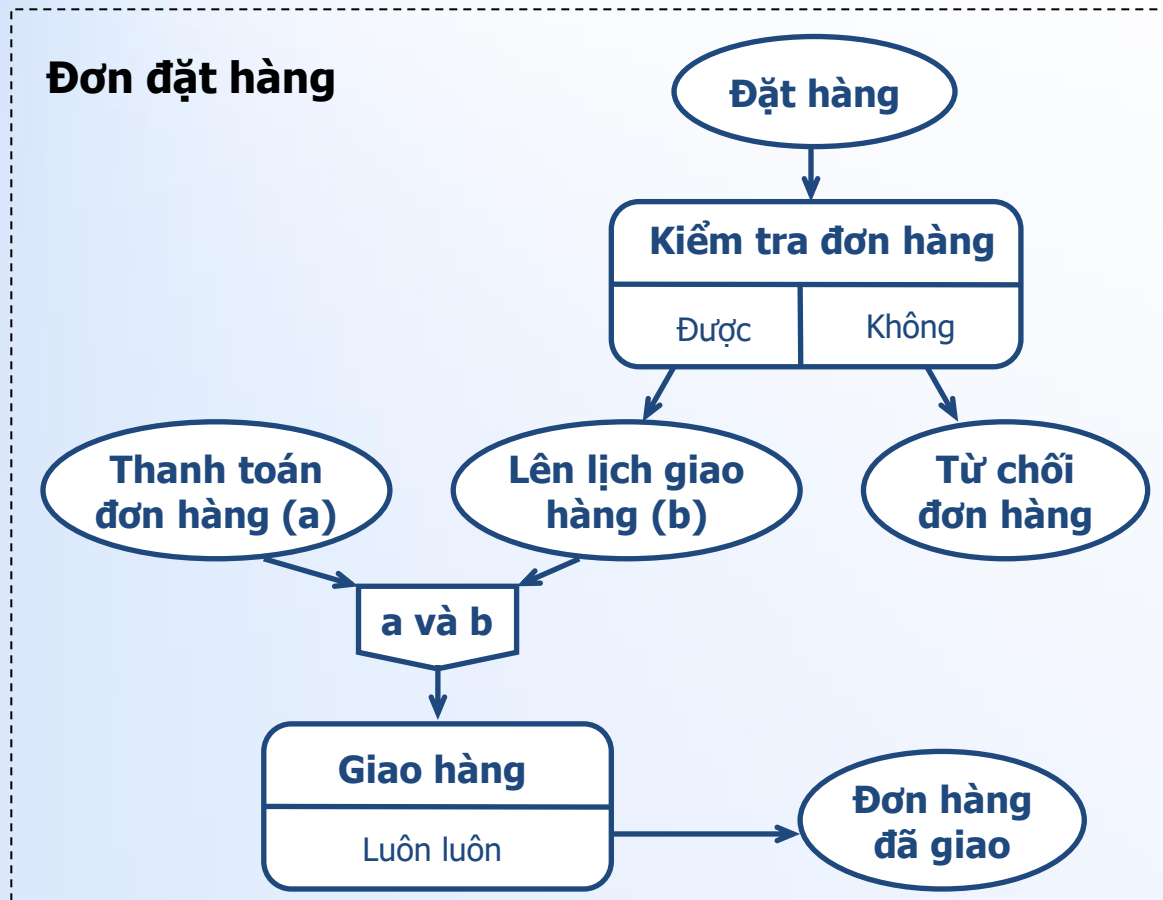 Đơn đặt hàng
Đặt hàng
Kiểm tra đơn hàng
Được
Không
Thanh toán
đơn hàng (a)
Lên lịch giao
hàng (b)
Từ chối
đơn hàng
a và b
Giao hàng
Luôn luôn
Đơn hàng
đã giao